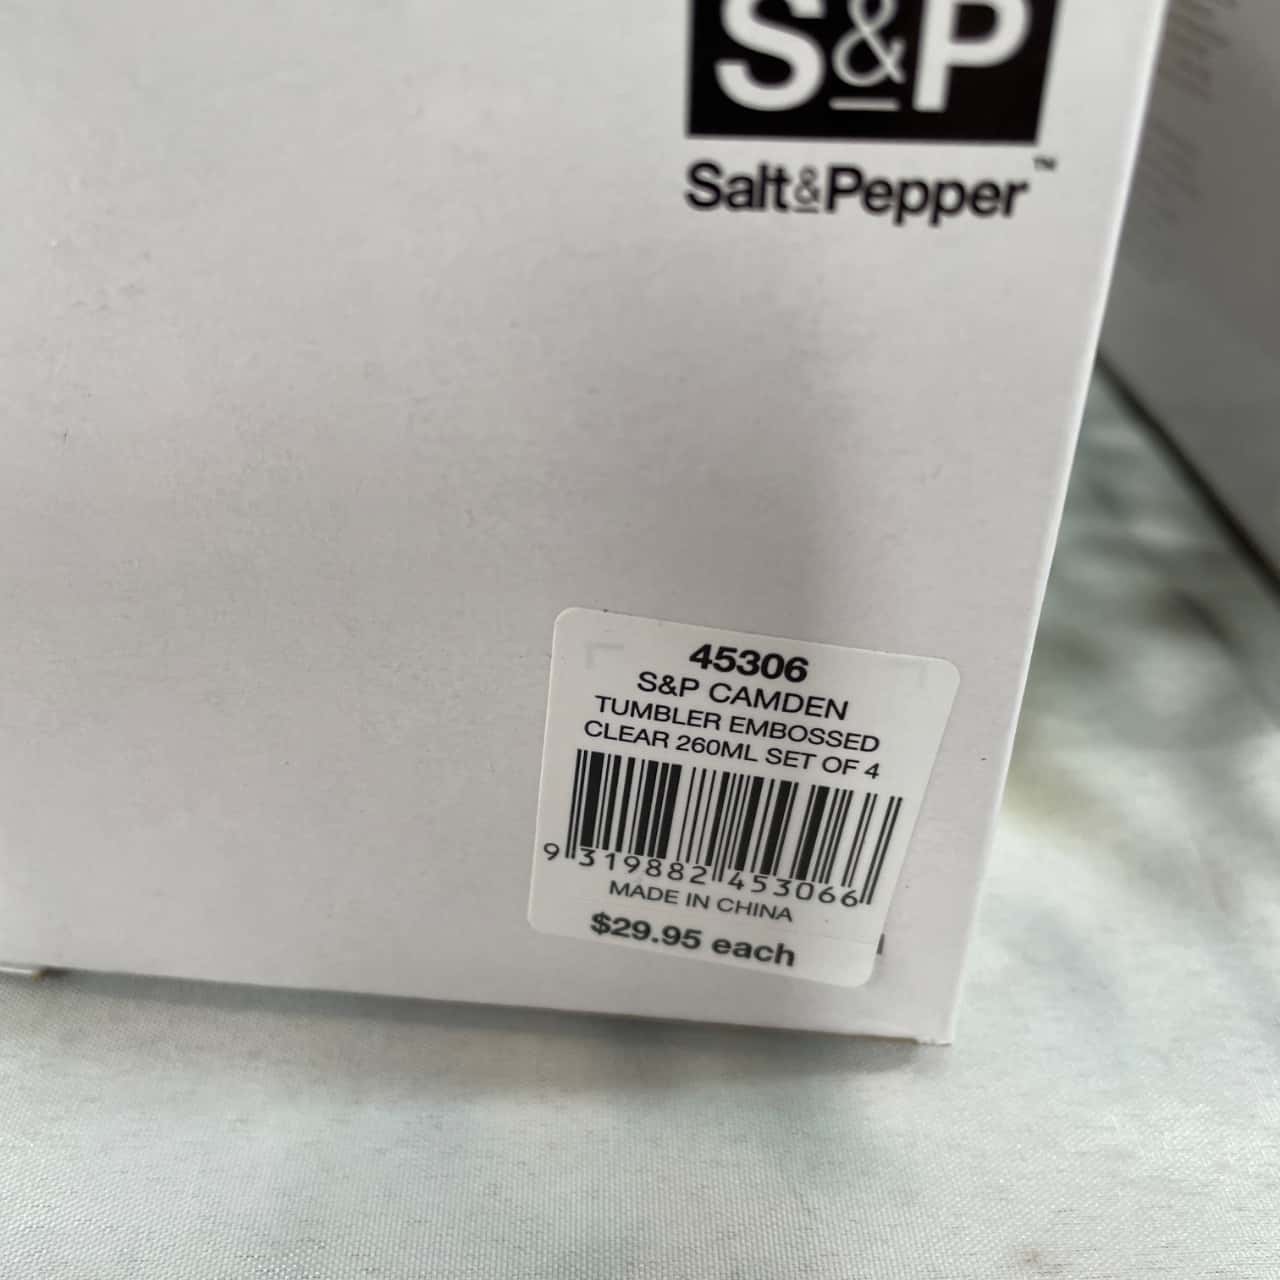 S&P
Salt&Pepper™
45306
S&P CAMDEN
TUMBLER EMBOSSED
CLEAR 260ML SET OF 4
9 319882 453066
MADE IN CHINA
$29.95 each